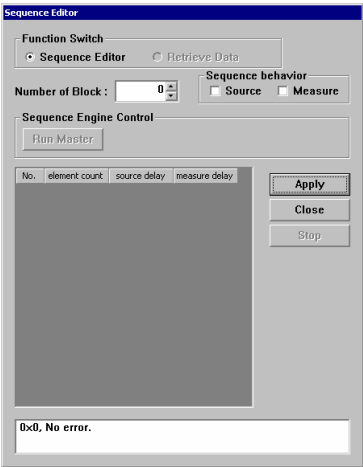 Sequence Editor
Function Switch
Sequence Editor Retrieve Data
Sequence behavior
Number of Block : 0 Source Measure
Sequence Engine Control
Run Master
No. element count source delay measure delay
Apply
Close
Stop
0x0, No error.